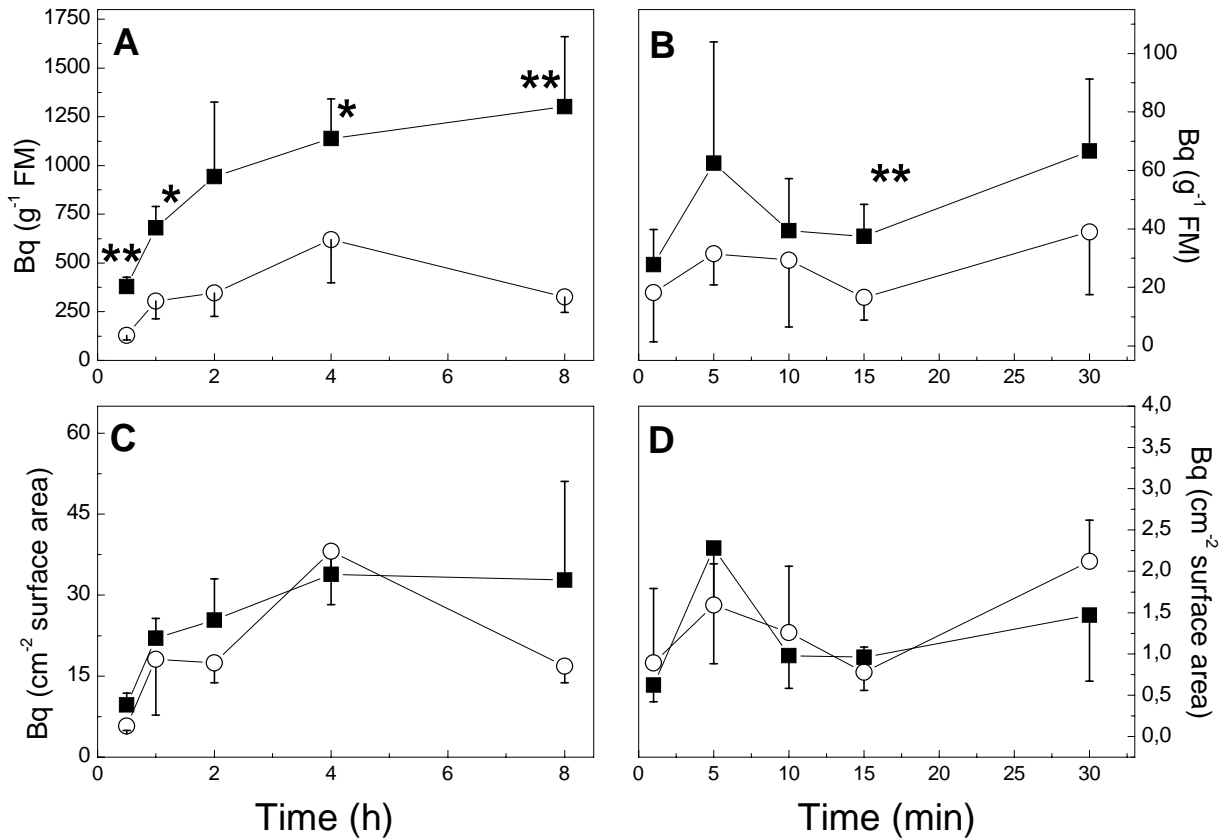 A
Bq (g-1 FM)
1750
1500
1250
1000
750
500
250
0
**
*
*
**
0 2 4 6 8
B
Bq (g-1 FM)
100
80
60
40
20
0
**
0 5 10 15 20 25 30
C
Bq (cm-2 surface area)
60
45
30
15
0
0 2 4 6 8
Time (h)
D
Bq (cm-2 surface area)
4,0
3,5
3,0
2,5
2,0
1,5
1,0
0,5
0,0
0 5 10 15 20 25 30
Time (min)